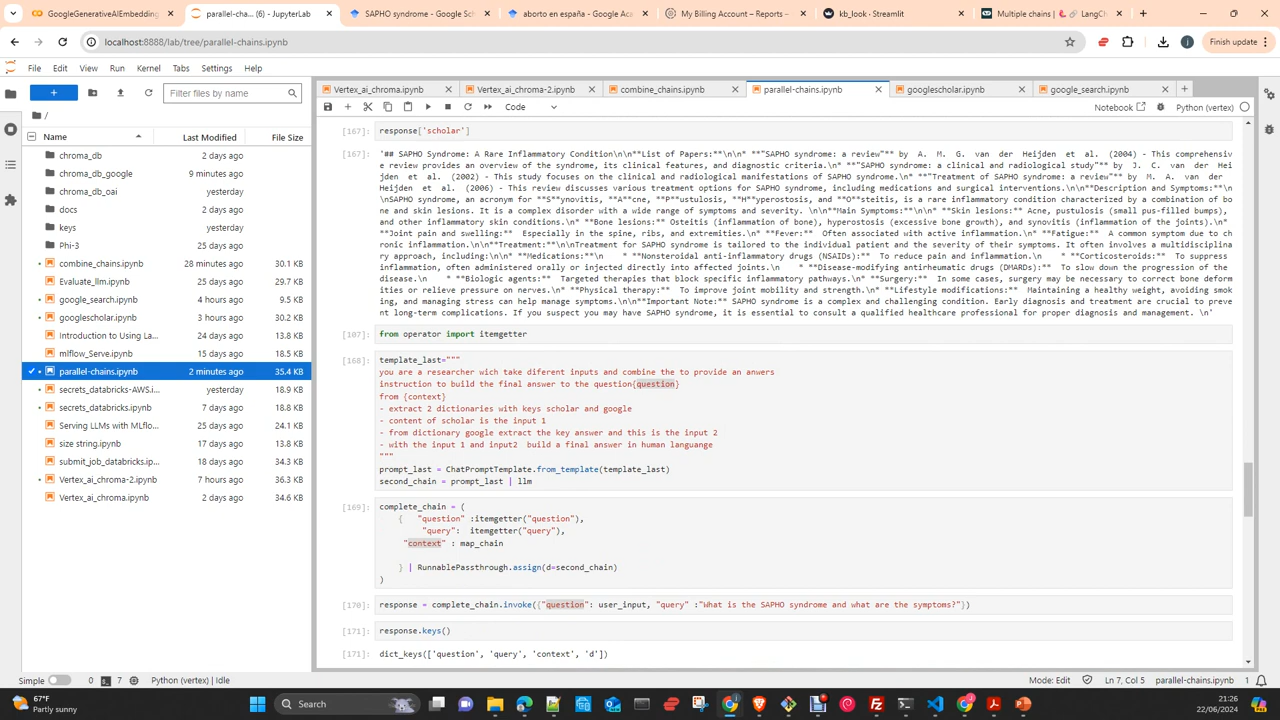 GoogleGenerativeAIEmbedding
parallel-cha... (6) - JupyterLab
SAPHO syndrome - Google Sch
aborto en españa - Google Ac
My Billing Account – Reports –
kb_look · Streamlit
Multiple chains | 🦜️🔗 LangCh
localhost:8888/lab/tree/parallel-chains.ipynb
Finish update
File Edit View Run Kernel Tabs Settings Help
Filter files by name
/
Name Last Modified File Size
chroma_db 2 days ago
chroma_db_google 9 minutes ago
chroma_db_oai yesterday
docs 2 days ago
keys yesterday
Phi-3 25 days ago
combine_chains.ipynb 28 minutes ago 30.1 KB
Evaluate_llm.ipynb 25 days ago 29.7 KB
google_search.ipynb 4 hours ago 9.5 KB
googlescholar.ipynb 3 hours ago 30.2 KB
Introduction to Using La... 24 days ago 13.8 KB
mlflow_Serve.ipynb 15 days ago 18.5 KB
parallel-chains.ipynb 2 minutes ago 35.4 KB
secrets_databricks-AWS.i... yesterday 18.9 KB
secrets_databricks.ipynb 7 days ago 18.8 KB
Serving LLMs with MLflo... 25 days ago 24.1 KB
size string.ipynb 17 days ago 13.8 KB
submit_job_databricks.ip... 18 days ago 34.3 KB
Vertex_ai_chroma-2.ipynb 7 hours ago 36.3 KB
Vertex_ai_chroma.ipynb 2 days ago 34.6 KB
Vertex_ai_chroma.ipynb
Vertex_ai_chroma-2.ipynb
combine_chains.ipynb
parallel-chains.ipynb
googlescholar.ipynb
google_search.ipynb
Code
Notebook
Python (vertex)
[167]: response['scholar']
[167]: '## SAPHO Syndrome: A Rare Inflammatory Condition\n\n**List of Papers:**\n\n* **"SAPHO syndrome: a review"** by A. M. G. van der Heijden et al. (2004) - This comprehensiv
e review provides an overview of the syndrome, its clinical features and diagnostic criteria.\n* **"SAPHO syndrome: a clinical and radiological study"** by J. C. van der Hei
jden et al. (2002) - This study focuses on the clinical and radiological manifestations of SAPHO syndrome.\n* **"Treatment of SAPHO syndrome: a review"** by M. A. van der
Heijden et al. (2006) - This review discusses various treatment options for SAPHO syndrome, including medications and surgical interventions.\n\n**Description and Symptoms:**\n
\nSAPHO syndrome, an acronym for **S**ynovitis, **A**cne, **P**ustulosis, **H**yperostosis, and **O**steitis, is a rare inflammatory condition characterized by a combination of bo
ne and skin lesions. It is a complex disorder with a wide range of symptoms and severity. \n\n**Main Symptoms:**\n\n* **Skin lesions:** Acne, pustulosis (small pus-filled bumps),
and other inflammatory skin conditions.\n* **Bone lesions:** Osteitis (inflammation of bone), hyperostosis (excessive bone growth), and synovitis (inflammation of the joints).\n*
**Joint pain and swelling:** Especially in the spine, ribs, and extremities.\n* **Fever:** Often associated with active inflammation.\n* **Fatigue:** A common symptom due to ch
ronic inflammation.\n\n**Treatment:**\n\nTreatment for SAPHO syndrome is tailored to the individual patient and the severity of their symptoms. It often involves a multidisciplina
ry approach, including:\n* **Medications:**\n * **Nonsteroidal anti-inflammatory drugs (NSAIDs):** To reduce pain and inflammation.\n * **Corticosteroids:** To suppress
inflammation, often administered orally or injected directly into affected joints.\n * **Disease-modifying antirheumatic drugs (DMARDs):** To slow down the progression of the
disease.\n * **Biologic agents:** Targeted therapies that block specific inflammatory pathways.\n* **Surgery:** In some cases, surgery may be necessary to correct bone deform
ities or relieve pressure on nerves.\n* **Physical therapy:** To improve joint mobility and strength.\n* **Lifestyle modifications:** Maintaining a healthy weight, avoiding smok
ing, and managing stress can help manage symptoms.\n\n**Important Note:** SAPHO syndrome is a complex and challenging condition. Early diagnosis and treatment are crucial to preve
nt long-term complications. If you suspect you may have SAPHO syndrome, it is essential to consult a qualified healthcare professional for proper diagnosis and management. \n'
[107]: from operator import itemgetter
[168]: template_last="""
you are a researcher wich take diferent inputs and combine the to provide an anwers
instruction to build the final answer to the question{question}
from {context}
- extract 2 dictionaries with keys scholar and google
- content of scholar is the input 1
- from dictionary google extract the key answer and this is the input 2
- with the input 1 and input2 build a final answer in human languange
"""
prompt_last = ChatPromptTemplate.from_template(template_last)
second_chain = prompt_last | llm
[169]: complete_chain = (
{ "question" :itemgetter("question"),
"query": itemgetter("query"),
"context" : map_chain
} | RunnablePassthrough.assign(d=second_chain)
)
[170]: response = complete_chain.invoke({"question": user_input, "query" :"What is the SAPHO syndrome and what are the symptoms?"})
[171]: response.keys()
[171]: dict_keys(['question', 'query', 'context', 'd'])
Simple 0 7 Python (vertex) | Idle
Mode: Edit Ln 7, Col 5 parallel-chains.ipynb
67°F
Partly sunny
Search
21:26
22/06/2024